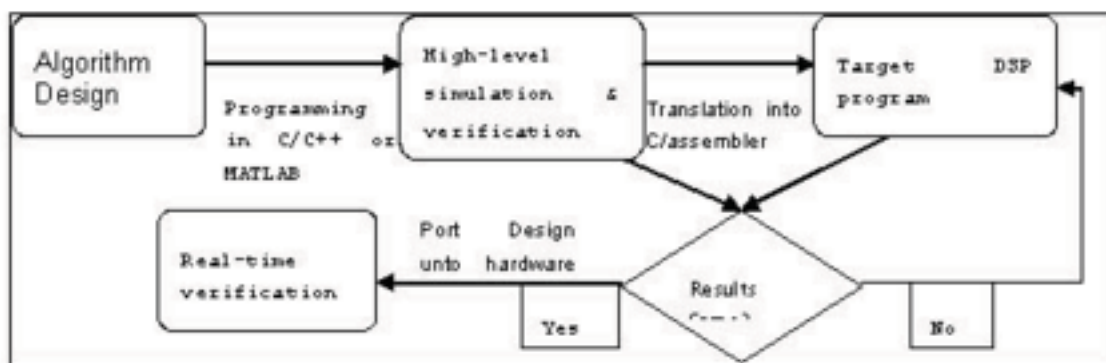 Algorithm
Design
Programming
in C/C++ or
MATLAB
High-level
simulation &
verification
Translation into
C/assembler
Target DSP
program
Real-time
verification
Port Design
unto hardware
Results
Yes
No